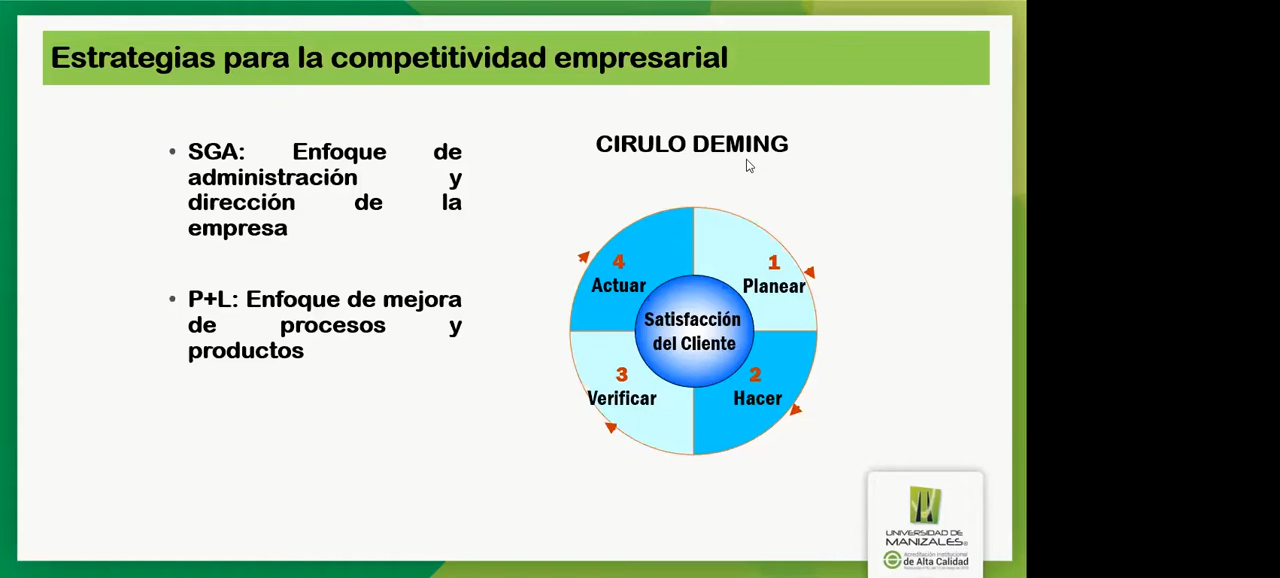 Estrategias para la competitividad empresarial
• SGA: Enfoque de
administración y
dirección de la
empresa
• P+L: Enfoque de mejora
de procesos y
productos
CIRULO DEMING
4
Actuar
1
Planear
Satisfacción
del Cliente
3
Verificar
2
Hacer
UNIVERSIDAD DE
MANIZALES®
Acreditación Institucional
de Alta Calidad